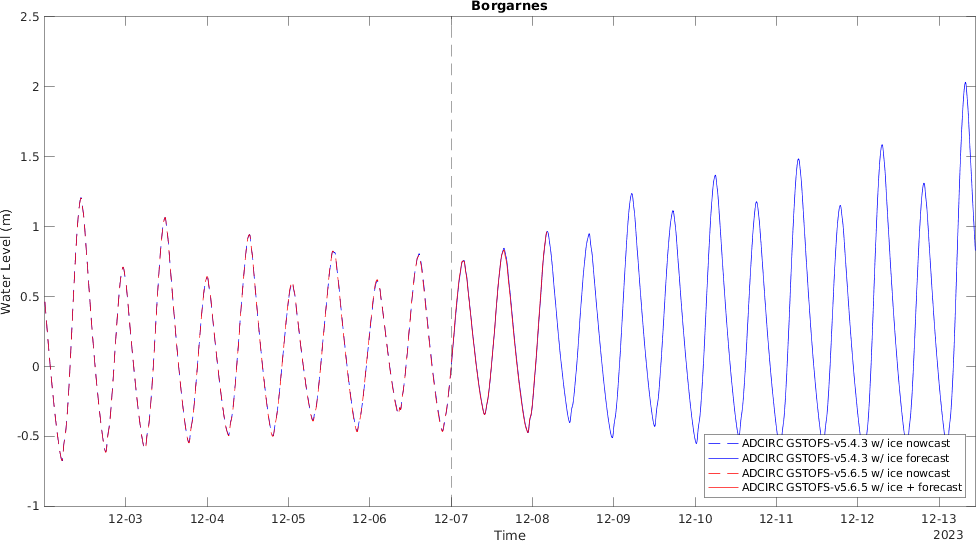 Borgarnes
2.5
2
1.5
1
0.5
0
-0.5
-1
Water Level (m)
12-03 12-04 12-05 12-06 12-07 12-08 12-09 12-10 12-11 12-12 12-13
Time
2023
ADCIRC GSTOFS-v5.4.3 w/ ice nowcast
ADCIRC GSTOFS-v5.4.3 w/ ice forecast
ADCIRC GSTOFS-v5.6.5 w/ ice nowcast
ADCIRC GSTOFS-v5.6.5 w/ ice + forecast